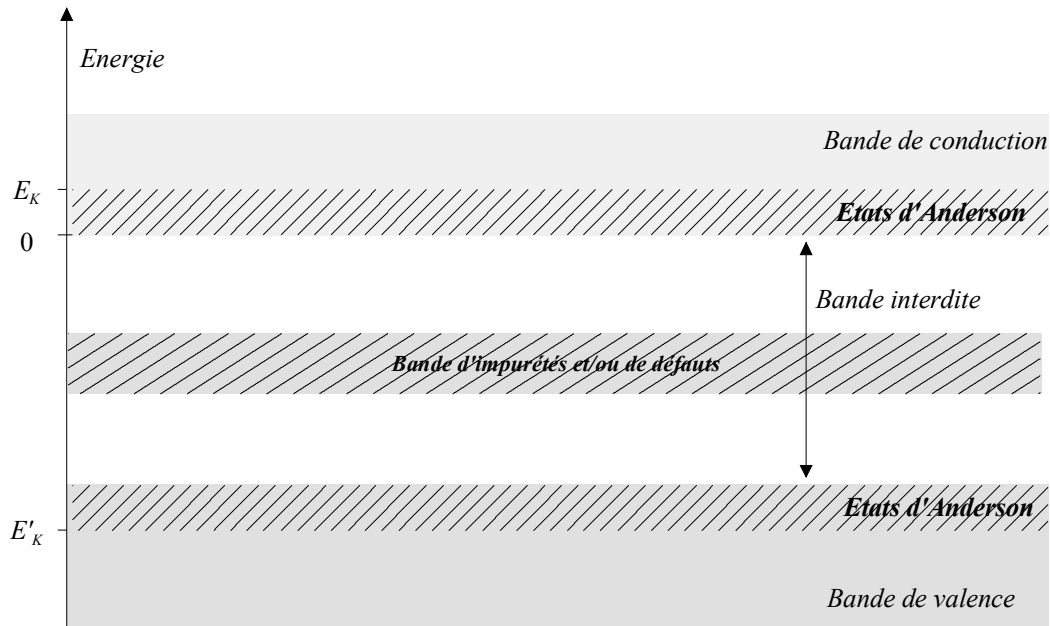 Energie
Bande de conduction
E_K
Etats d'Anderson
0
Bande interdite
Bande d'impurétés et/ou de défauts
Etats d'Anderson
E'_K
Bande de valence